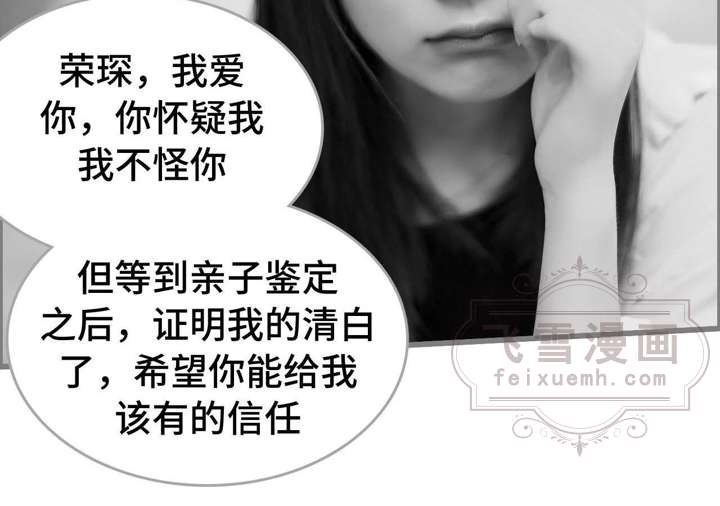 荣琛，我爱
你，你怀疑我
我不怪你
但等到亲子鉴定
之后，证明我的清白
了，希望你能给我
该有的信任
飞雪漫画
feixuemh.com